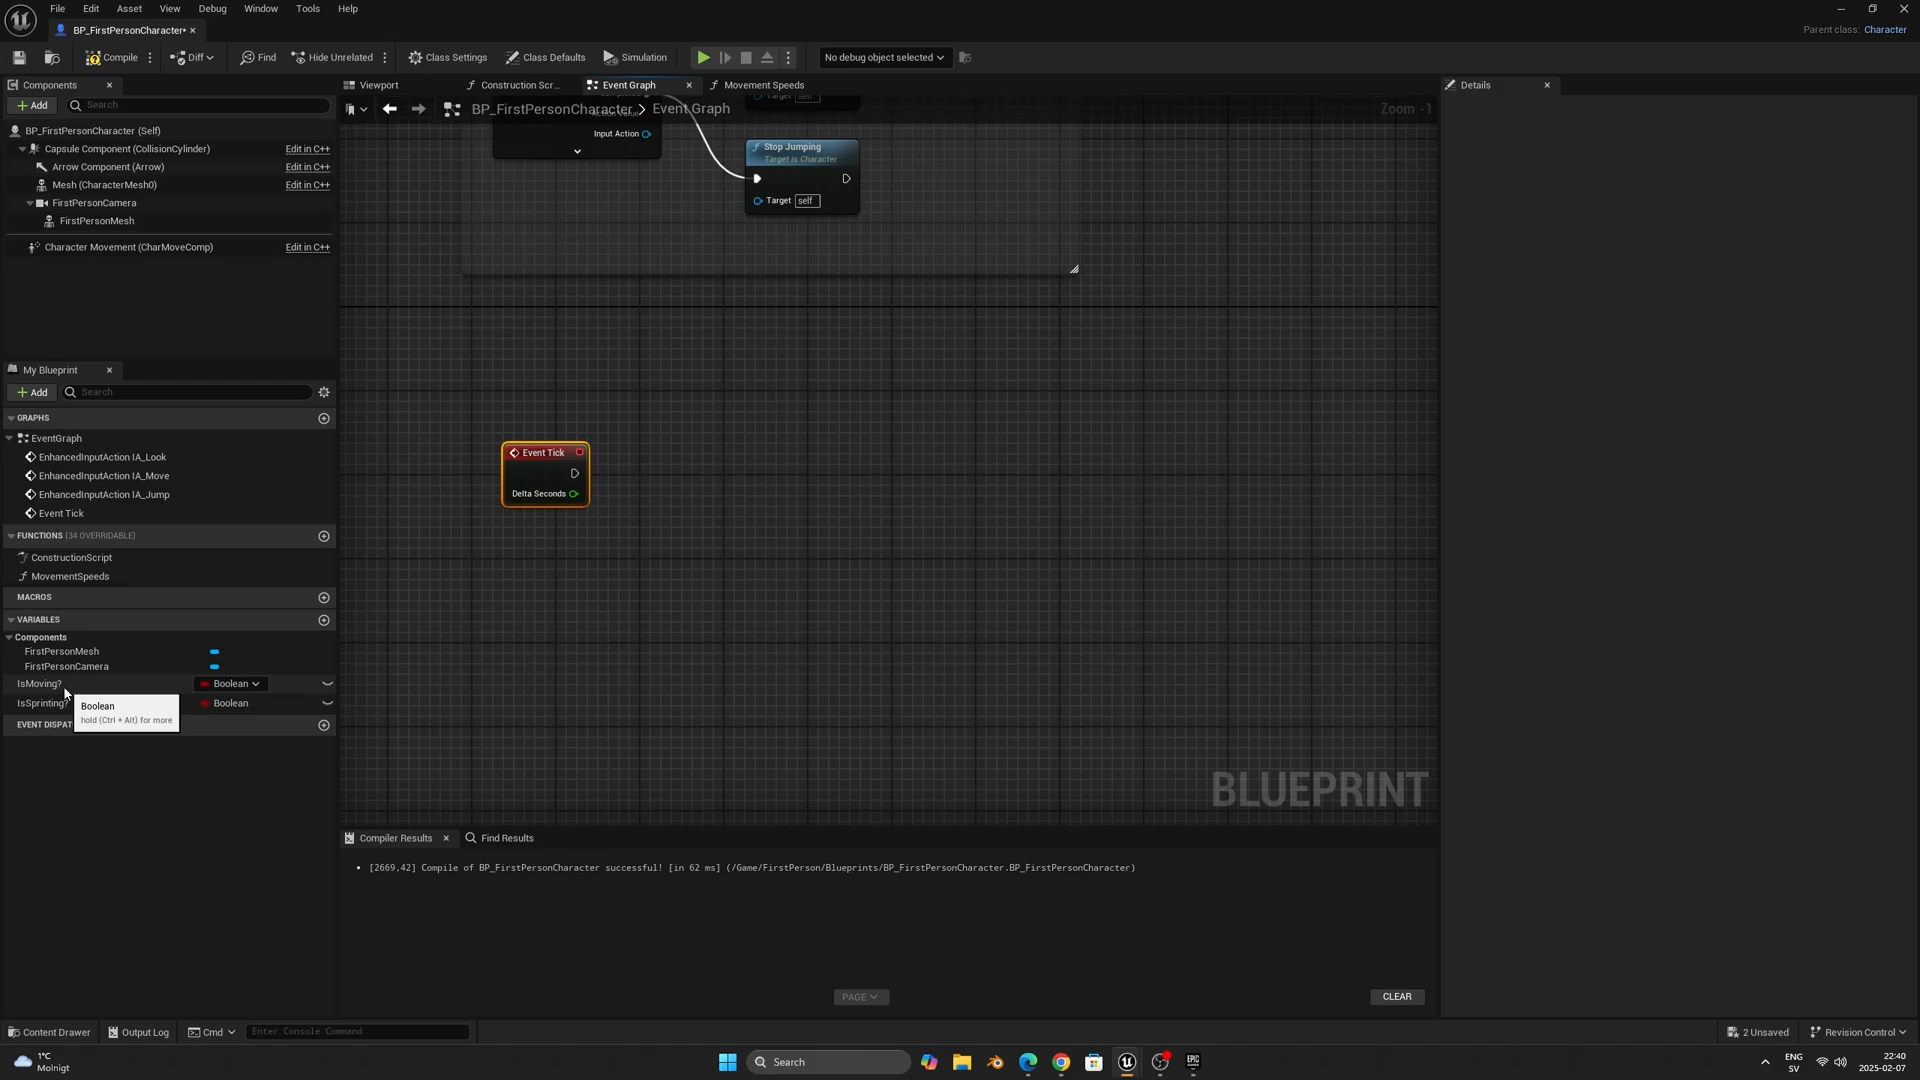 File Edit Asset View Debug Window Tools Help
BP_FirstPersonCharacter*
Parent class: Character
Compile Diff Find Hide Unrelated Class Settings Class Defaults Simulation No debug object selected
Components
Viewport Construction Scr... Event Graph Movement Speeds
Details
Add Search
BP_FirstPersonCharacter > Event Graph
Zoom -1
BP_FirstPersonCharacter (Self)
Capsule Component (CollisionCylinder) Edit in C++
Arrow Component (Arrow) Edit in C++
Mesh (CharacterMesh0) Edit in C++
FirstPersonCamera
FirstPersonMesh
Character Movement (CharMoveComp) Edit in C++
Input Action
Target self
Stop Jumping
Target is Character
Target self
My Blueprint
Add Search
GRAPHS
EventGraph
EnhancedInputAction IA_Look
EnhancedInputAction IA_Move
EnhancedInputAction IA_Jump
Event Tick
FUNCTIONS (34 OVERRIDABLE)
ConstructionScript
MovementSpeeds
MACROS
VARIABLES
Components
FirstPersonMesh
FirstPersonCamera
IsMoving? Boolean
IsSprinting? Boolean
EVENT DISPAT
Boolean
hold (Ctrl + Alt) for more
Event Tick
Delta Seconds
BLUEPRINT
Compiler Results Find Results
[2669,42] Compile of BP_FirstPersonCharacter successful! [in 62 ms] (/Game/FirstPerson/Blueprints/BP_FirstPersonCharacter.BP_FirstPersonCharacter)
PAGE
CLEAR
Content Drawer Output Log Cmd Enter Console Command
2 Unsaved Revision Control
1°C
Molnigt
Search
ENG
SV
22:40
2025-02-07